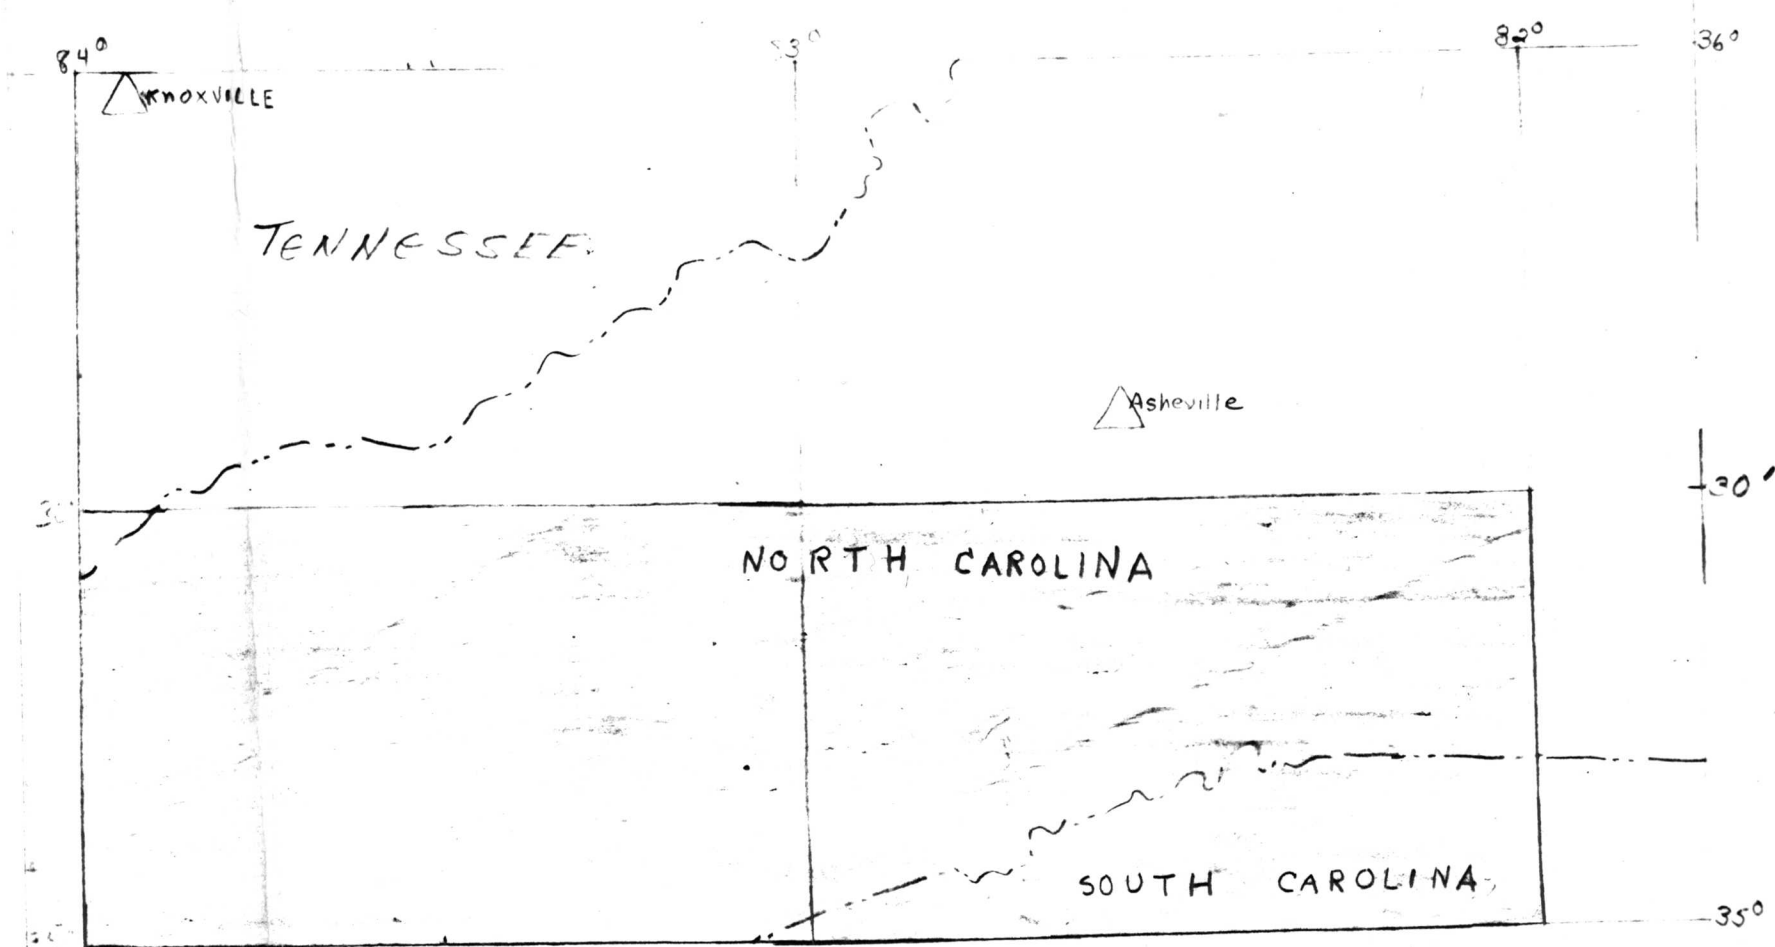 84°
83°
82°
36°
KNOXVILLE
TENNESSEE
Asheville
30'
NORTH CAROLINA
SOUTH CAROLINA
35°